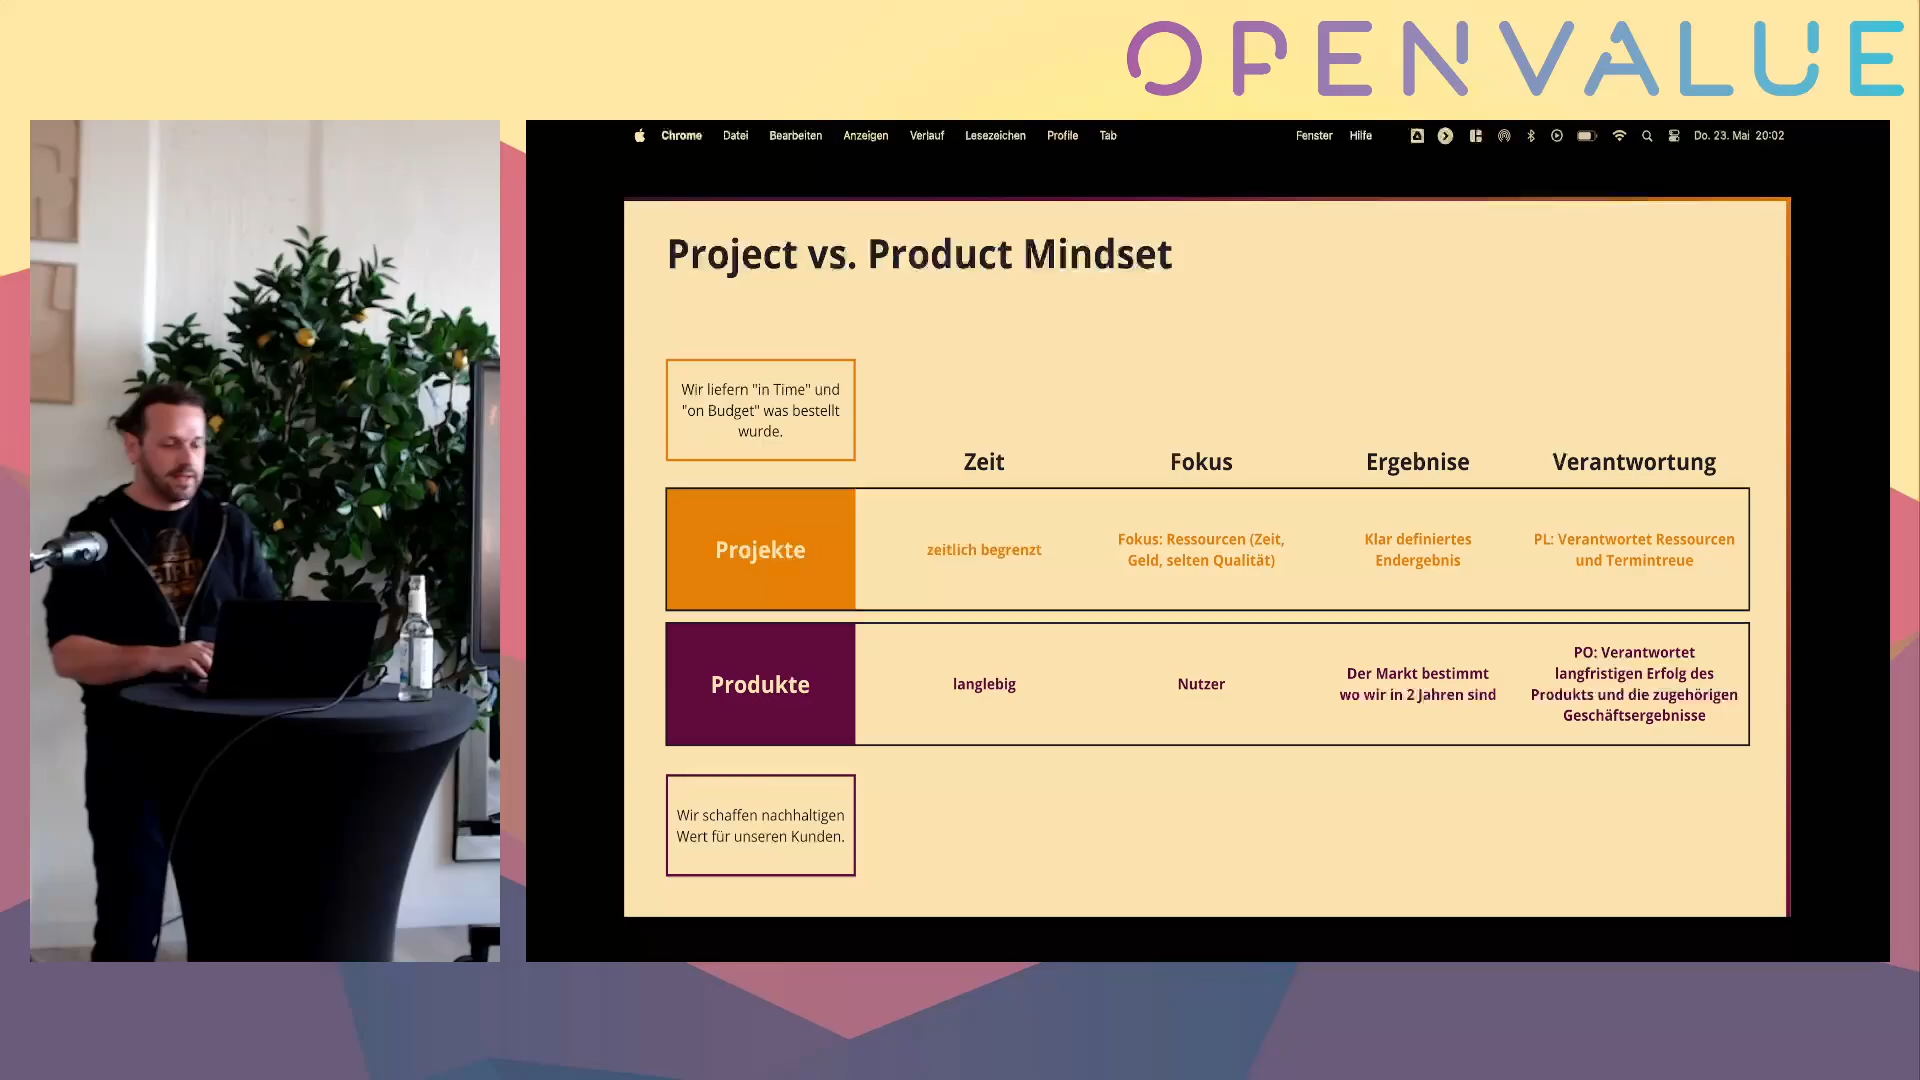 OPENVALUE
Chrome Datei Bearbeiten Anzeigen Verlauf Lesezeichen Profile Tab Fenster Hilfe Do. 23. Mai 20:02
Project vs. Product Mindset
Wir liefern "in Time" und
"on Budget" was bestellt
wurde.
Zeit Fokus Ergebnise Verantwortung
Projekte
zeitlich begrenzt
Fokus: Ressourcen (Zeit,
Geld, selten Qualität)
Klar definiertes
Endergebnis
PL: Verantwortet Ressourcen
und Termintreue
Produkte
langlebig
Nutzer
Der Markt bestimmt
wo wir in 2 Jahren sind
PO: Verantwortet
langfristigen Erfolg des
Produkts und die zugehörigen
Geschäftsergebnisse
Wir schaffen nachhaltigen
Wert für unseren Kunden.